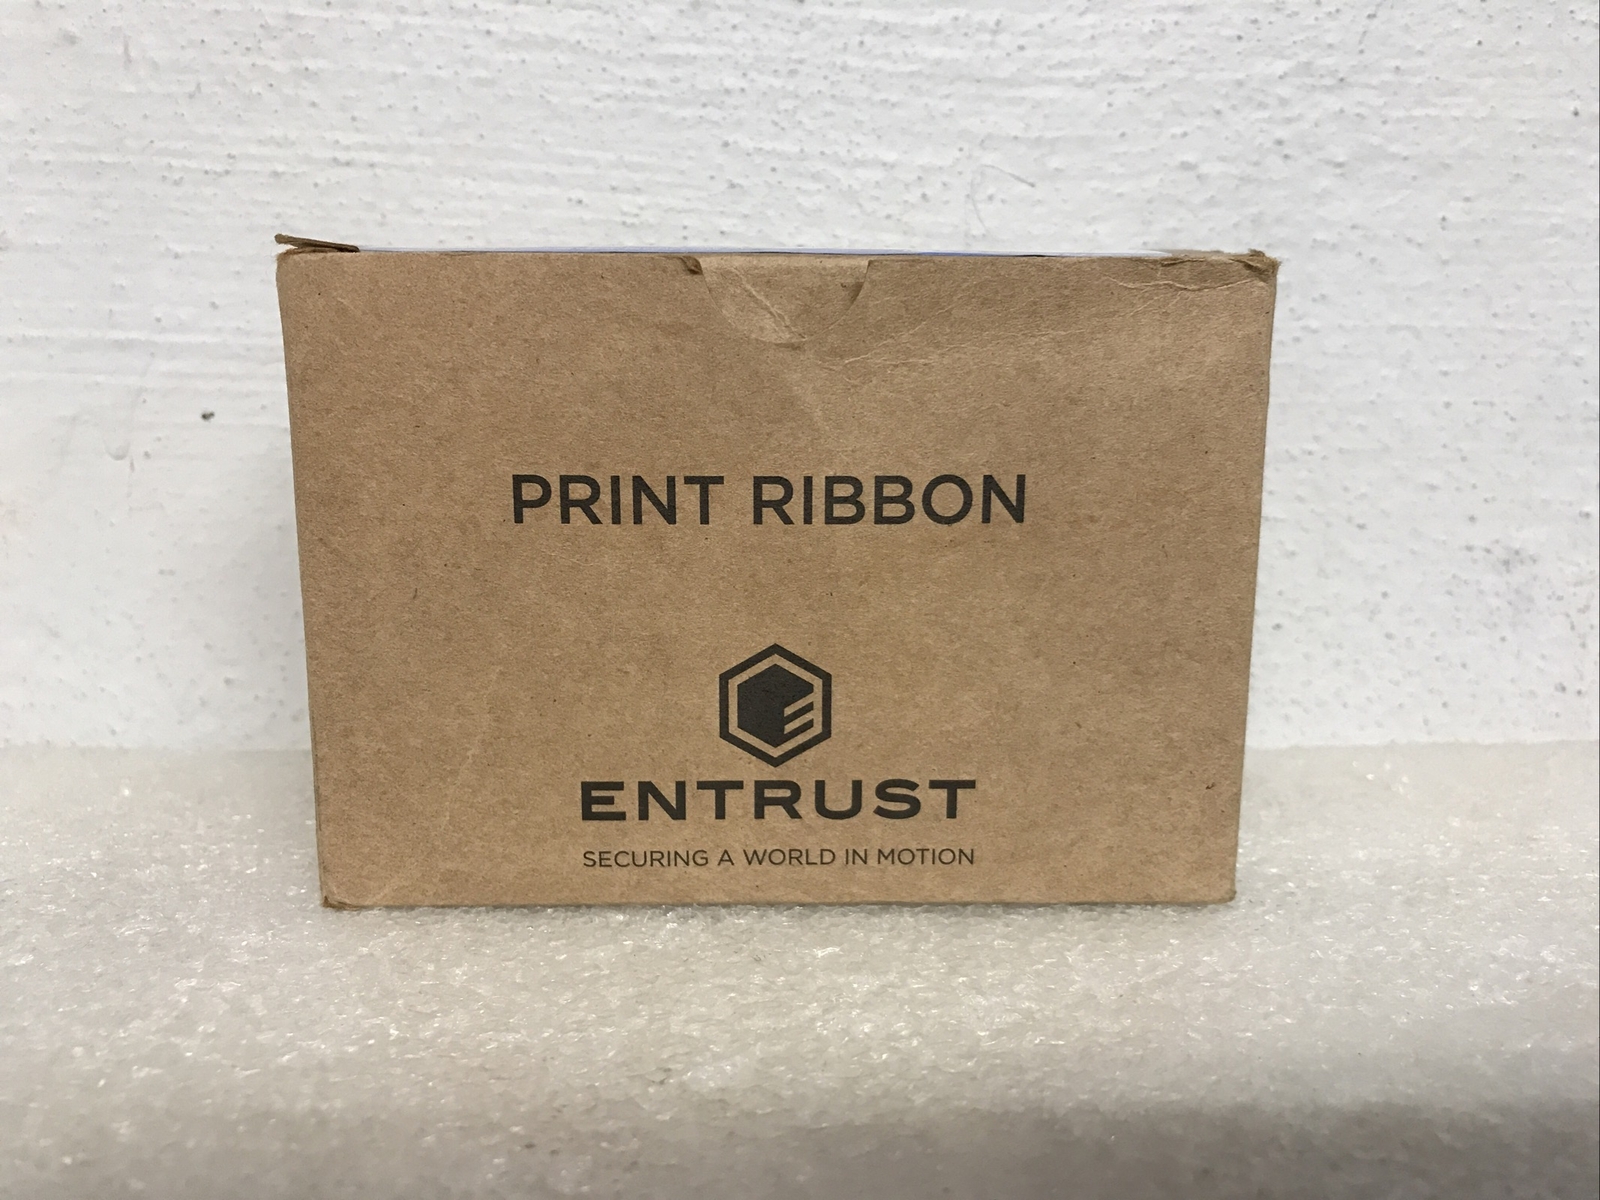 PRINT RIBBON
ENTRUST
SECURING A WORLD IN MOTION